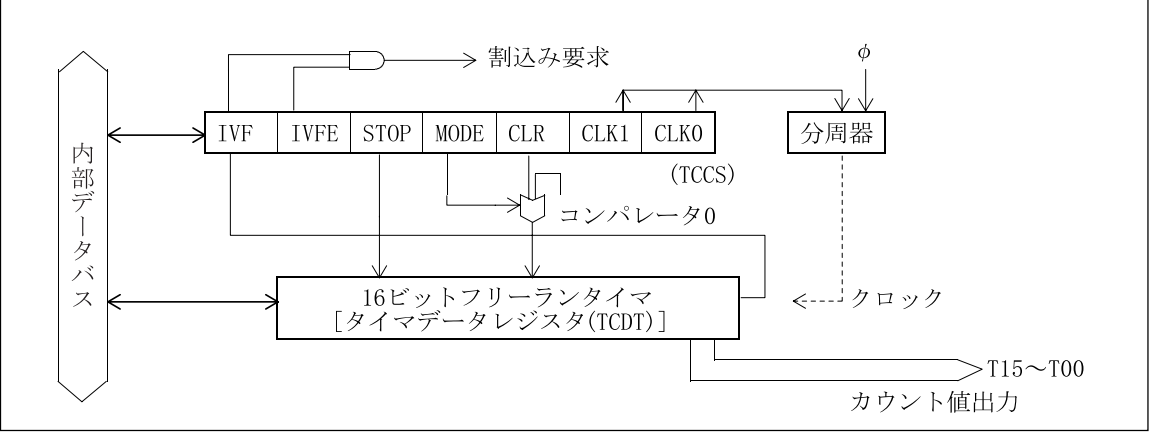 割込み要求
φ
IVF IVFE STOP MODE CLR CLK1 CLK0
分周器
(TCCS)
コンパレータ0
内部データバス
16ビットフリーランタイマ
[タイマデータレジスタ(TCDT)]
クロック
T15～T00
カウント値出力